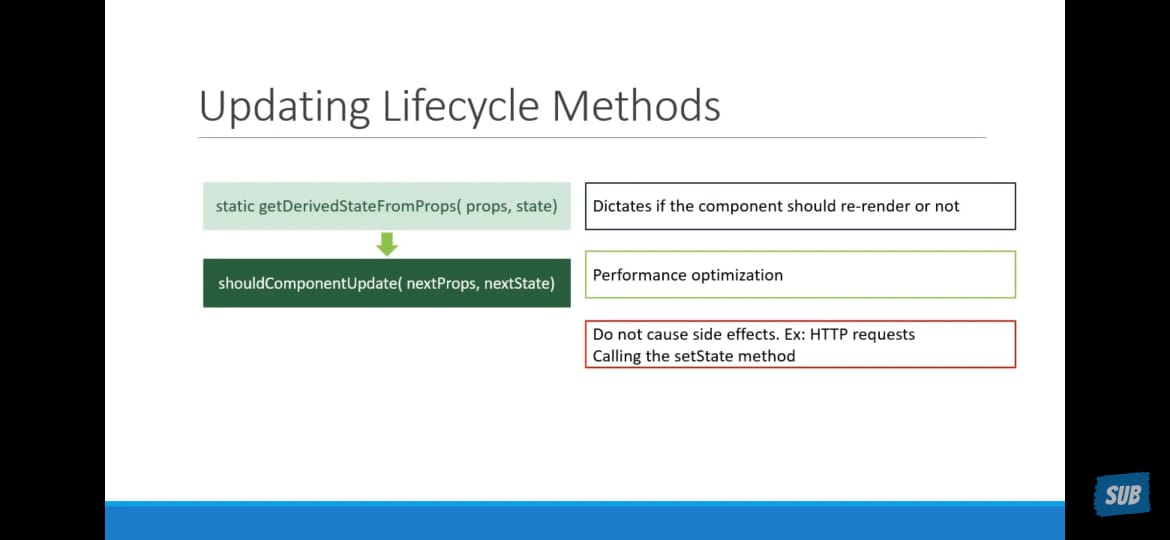 Updating Lifecycle Methods
static getDerivedStateFromProps( props, state)
Dictates if the component should re-render or not
shouldComponentUpdate( nextProps, nextState)
Performance optimization
Do not cause side effects. Ex: HTTP requests
Calling the setState method
SUB